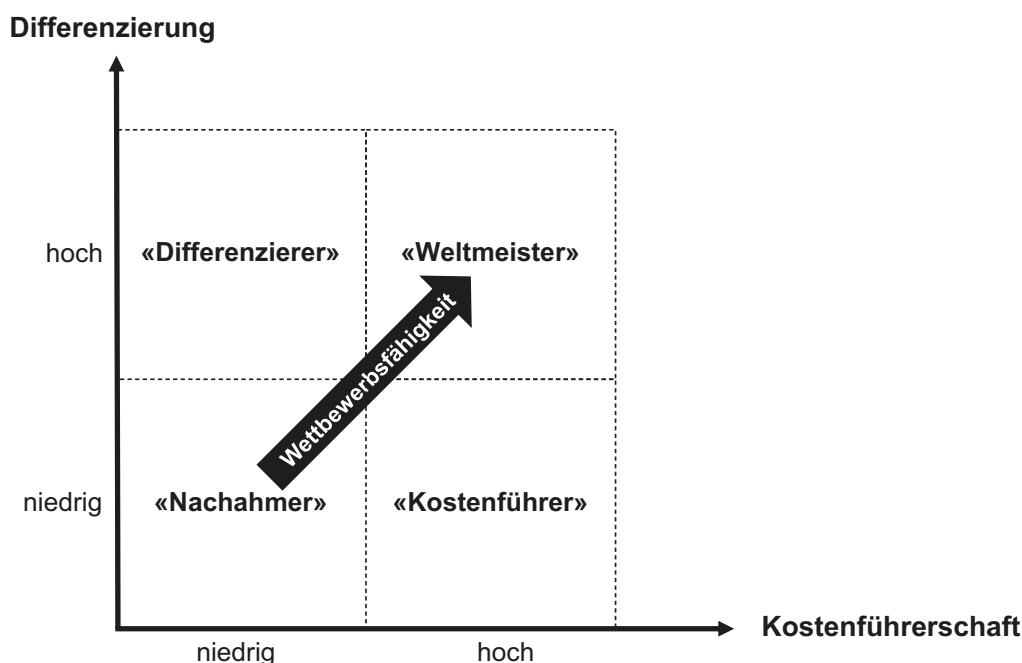 Differenzierung
hoch
«Differenzierer»
«Weltmeister»
Wettbewerbsfähigkeit
niedrig
«Nachahmer»
«Kostenführer»
Kostenführerschaft
niedrig
hoch